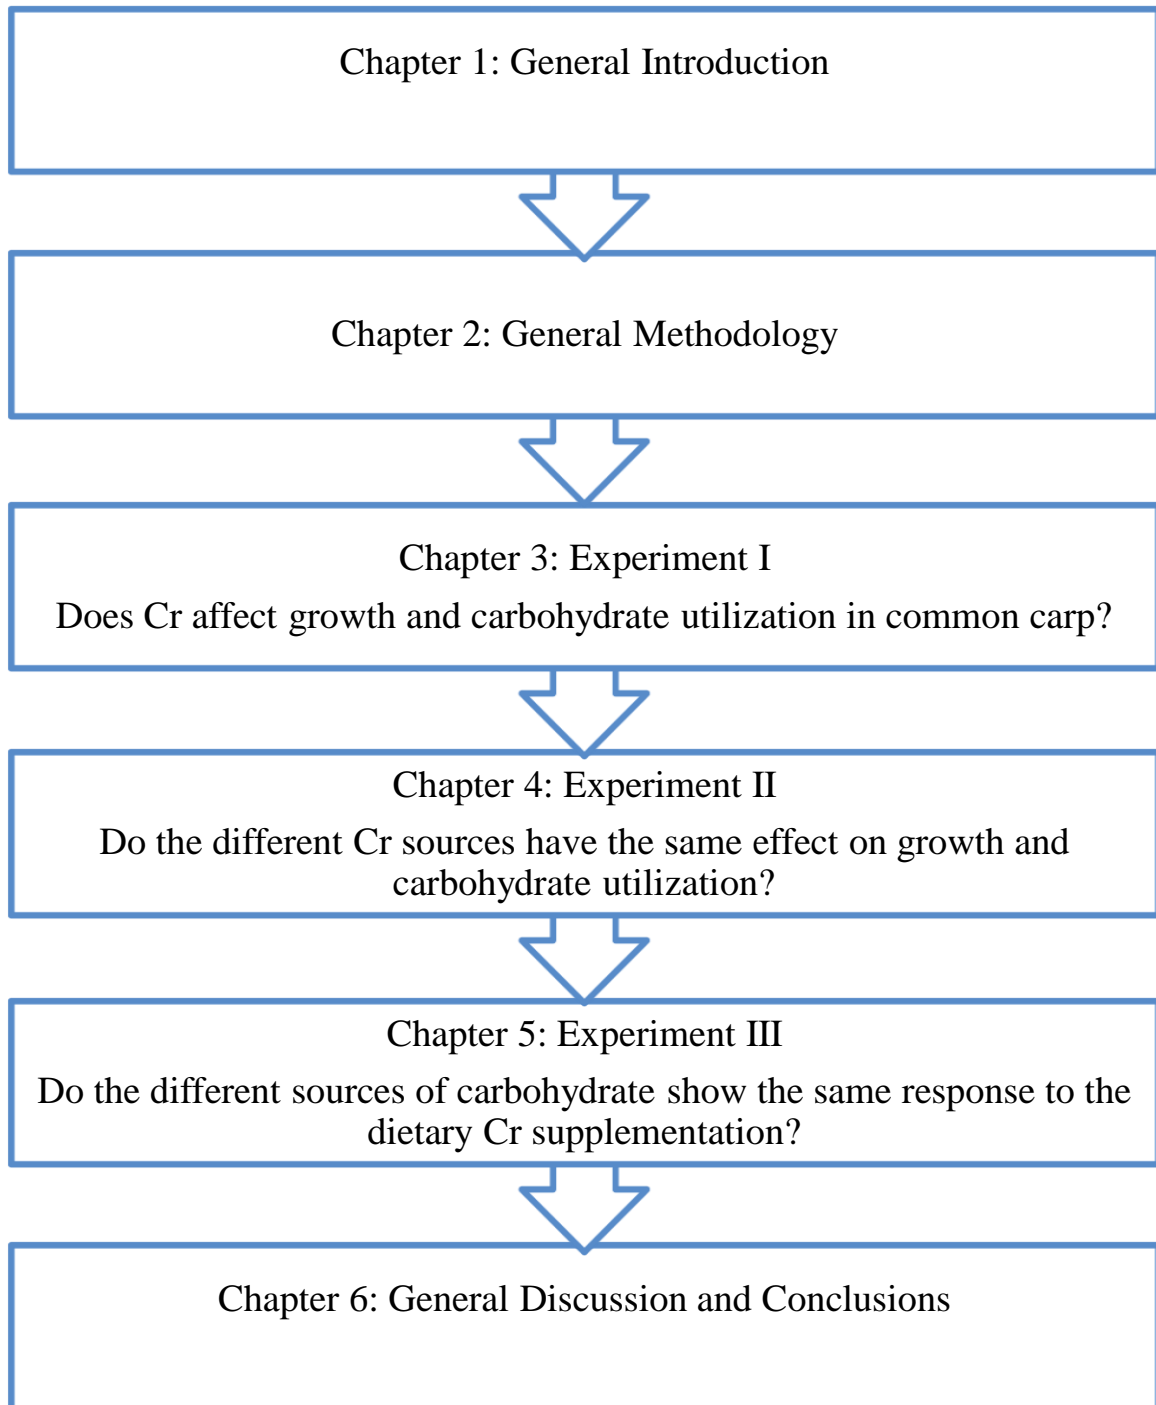 Chapter 1: General Introduction
Chapter 2: General Methodology
Chapter 3: Experiment I
Does Cr affect growth and carbohydrate utilization in common carp?
Chapter 4: Experiment II
Do the different Cr sources have the same effect on growth and
carbohydrate utilization?
Chapter 5: Experiment III
Do the different sources of carbohydrate show the same response to the
dietary Cr supplementation?
Chapter 6: General Discussion and Conclusions